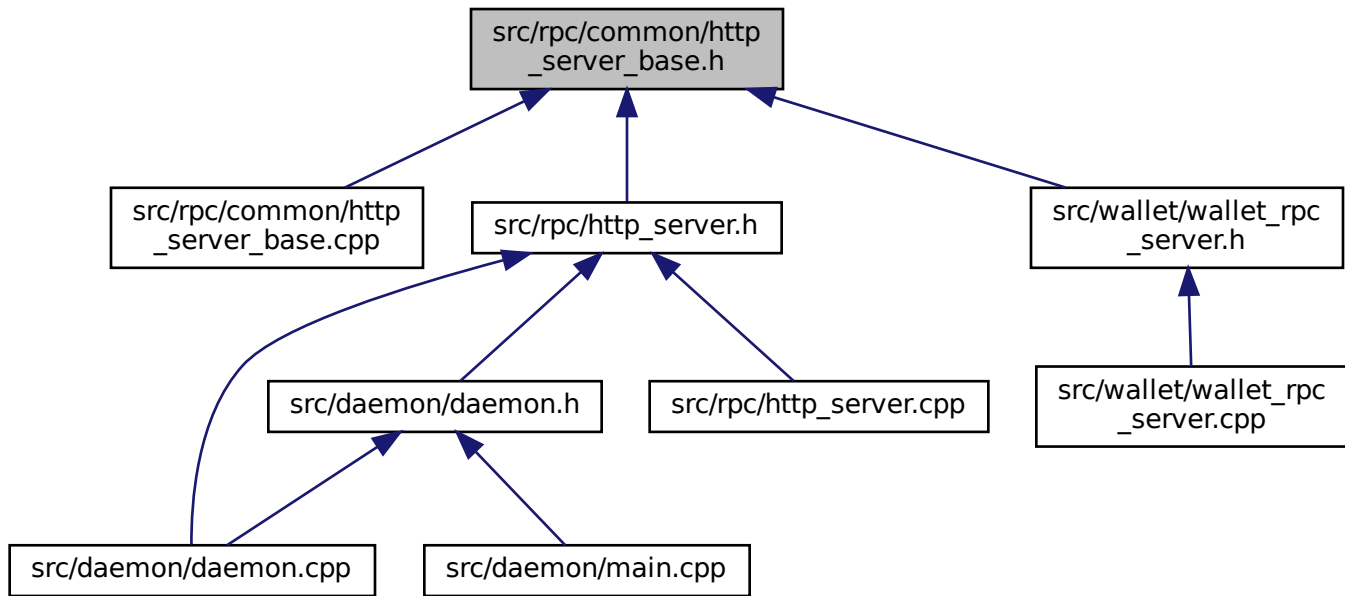 src/rpc/common/http
_server_base.h
src/rpc/common/http
_server_base.cpp
src/rpc/http_server.h
src/wallet/wallet_rpc
_server.h
src/daemon/daemon.h
src/rpc/http_server.cpp
src/wallet/wallet_rpc
_server.cpp
src/daemon/daemon.cpp
src/daemon/main.cpp